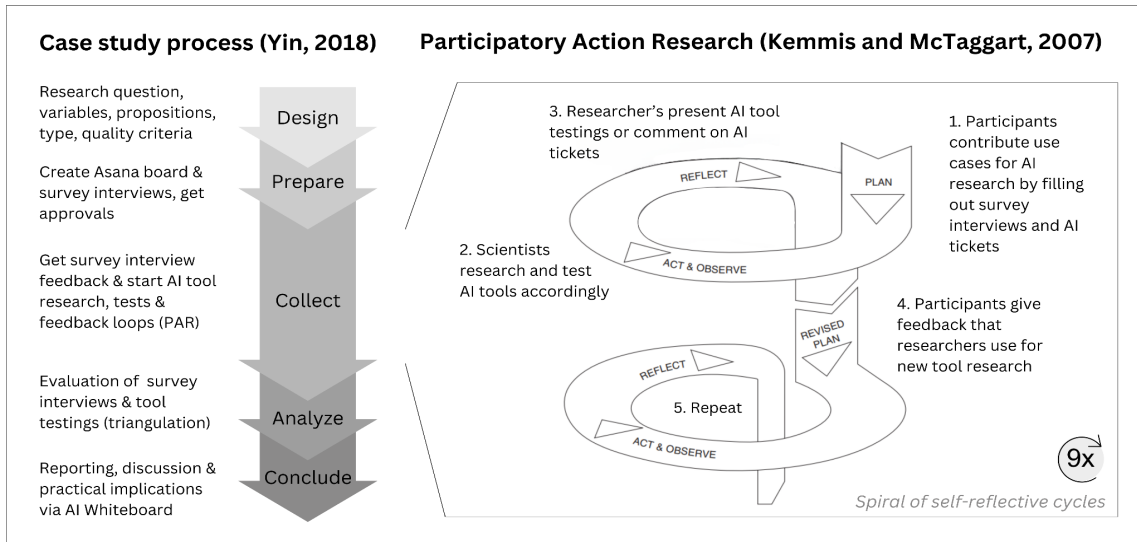 Case study process (Yin, 2018)
Participatory Action Research (Kemmis and McTaggart, 2007)
Research question,
variables, propositions,
type, quality criteria
Design
Create Asana board &
survey interviews, get
approvals
Prepare
Get survey interview
feedback & start AI tool
research, tests &
feedback loops (PAR)
Collect
Evaluation of survey
interviews & tool
testings (triangulation)
Analyze
Reporting, discussion &
practical implications
via AI Whiteboard
Conclude
3. Researcher's present AI tool
testings or comment on AI
tickets
1. Participants
contribute use
cases for AI
research by filling
out survey
interviews and AI
tickets
REFLECT
PLAN
2. Scientists
research and test
AI tools accordingly
ACT & OBSERVE
4. Participants give
feedback that
researchers use for
new tool research
REVISED
PLAN
REFLECT
5. Repeat
ACT & OBSERVE
9x
Spiral of self-reflective cycles